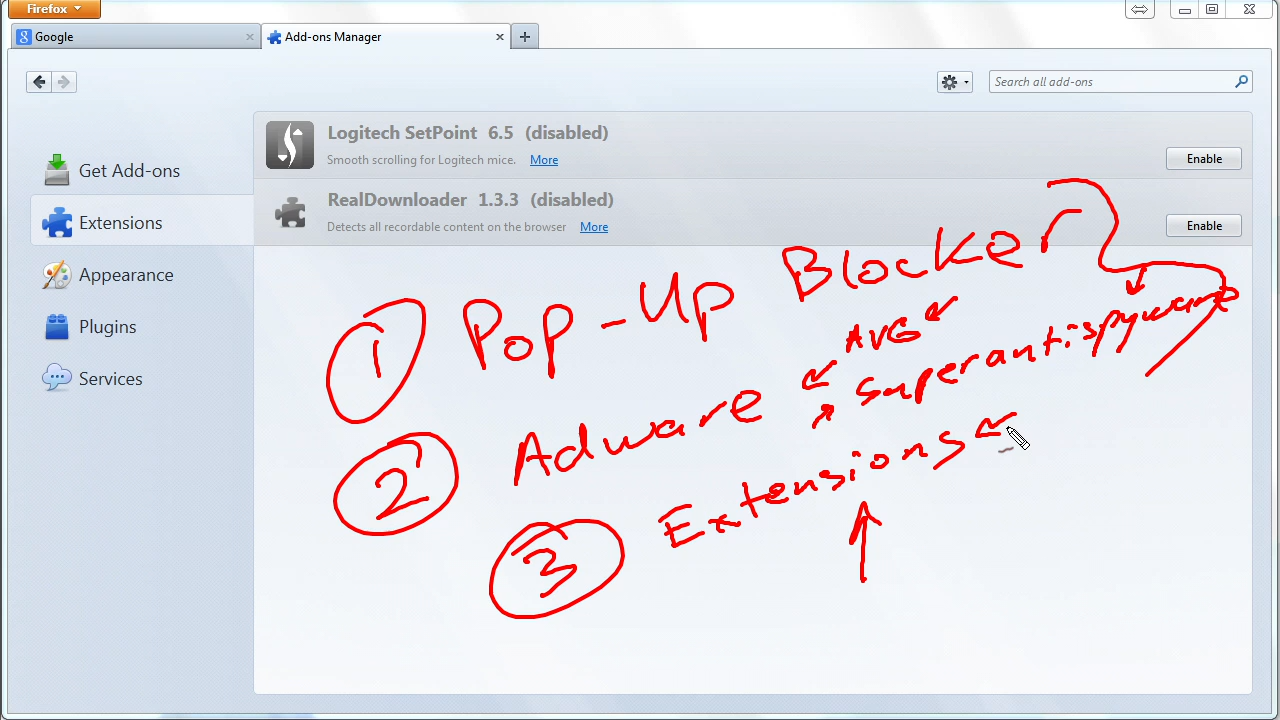 Firefox
Google
Add-ons Manager
Search all add-ons
Get Add-ons
Extensions
Appearance
Plugins
Services
Logitech SetPoint 6.5 (disabled)
Smooth scrolling for Logitech mice. More
Enable
RealDownloader 1.3.3 (disabled)
Detects all recordable content on the browser More
Enable
1 Pop-Up Blocker
AVG
2 Adware
Superantispyware
3 Extensions